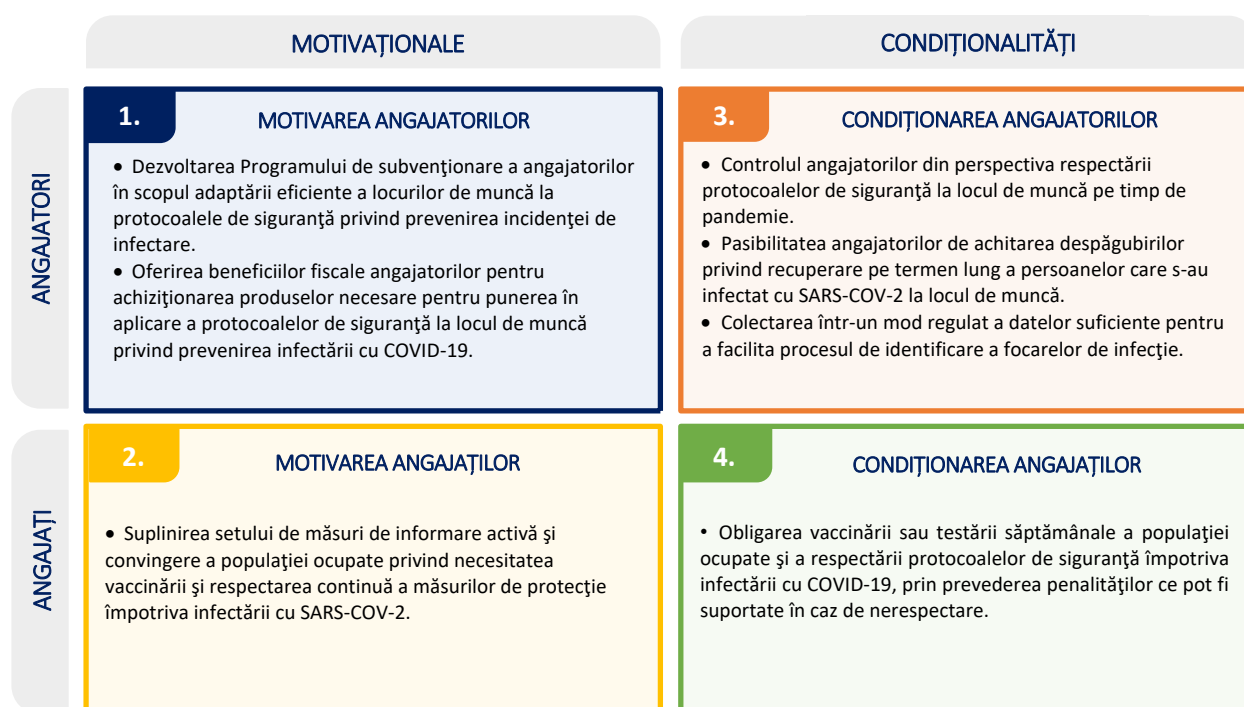 MOTIVAȚIONALE
CONDIȚIONALITĂȚI
ANGAJATORI
1.
MOTIVAREA ANGAJATORILOR
• Dezvoltarea Programului de subvenționare a angajatorilor
în scopul adaptării eficiente a locurilor de muncă la
protocoalele de siguranţă privind prevenirea incidenţei de
infectare.
• Oferirea beneficiilor fiscale angajatorilor pentru
achiziţionarea produselor necesare pentru punerea în
aplicare a protocoalelor de siguranţă la locul de muncă
privind prevenirea infectării cu COVID-19.
3.
CONDIȚIONAREA ANGAJATORILOR
• Controlul angajatorilor din perspectiva respectării
protocoalelor de siguranţă la locul de muncă pe timp de
pandemie.
• Pasibilitatea angajatorilor de achitarea despăgubirilor
privind recuperare pe termen lung a persoanelor care s-au
infectat cu SARS-COV-2 la locul de muncă.
• Colectarea într-un mod regulat a datelor suficiente pentru
a facilita procesul de identificare a focarelor de infecţie.
ANGAJAȚI
2.
MOTIVAREA ANGAJAȚILOR
• Suplinirea setului de măsuri de informare activă şi
convingere a populaţiei ocupate privind necesitatea
vaccinării şi respectarea continuă a măsurilor de protecţie
împotriva infectării cu SARS-COV-2.
4.
CONDIȚIONAREA ANGAJAȚILOR
• Obligarea vaccinării sau testării săptămânale a populaţiei
ocupate şi a respectării protocoalelor de siguranţă împotriva
infectării cu COVID-19, prin prevederea penalităţilor ce pot fi
suportate în caz de nerespectare.